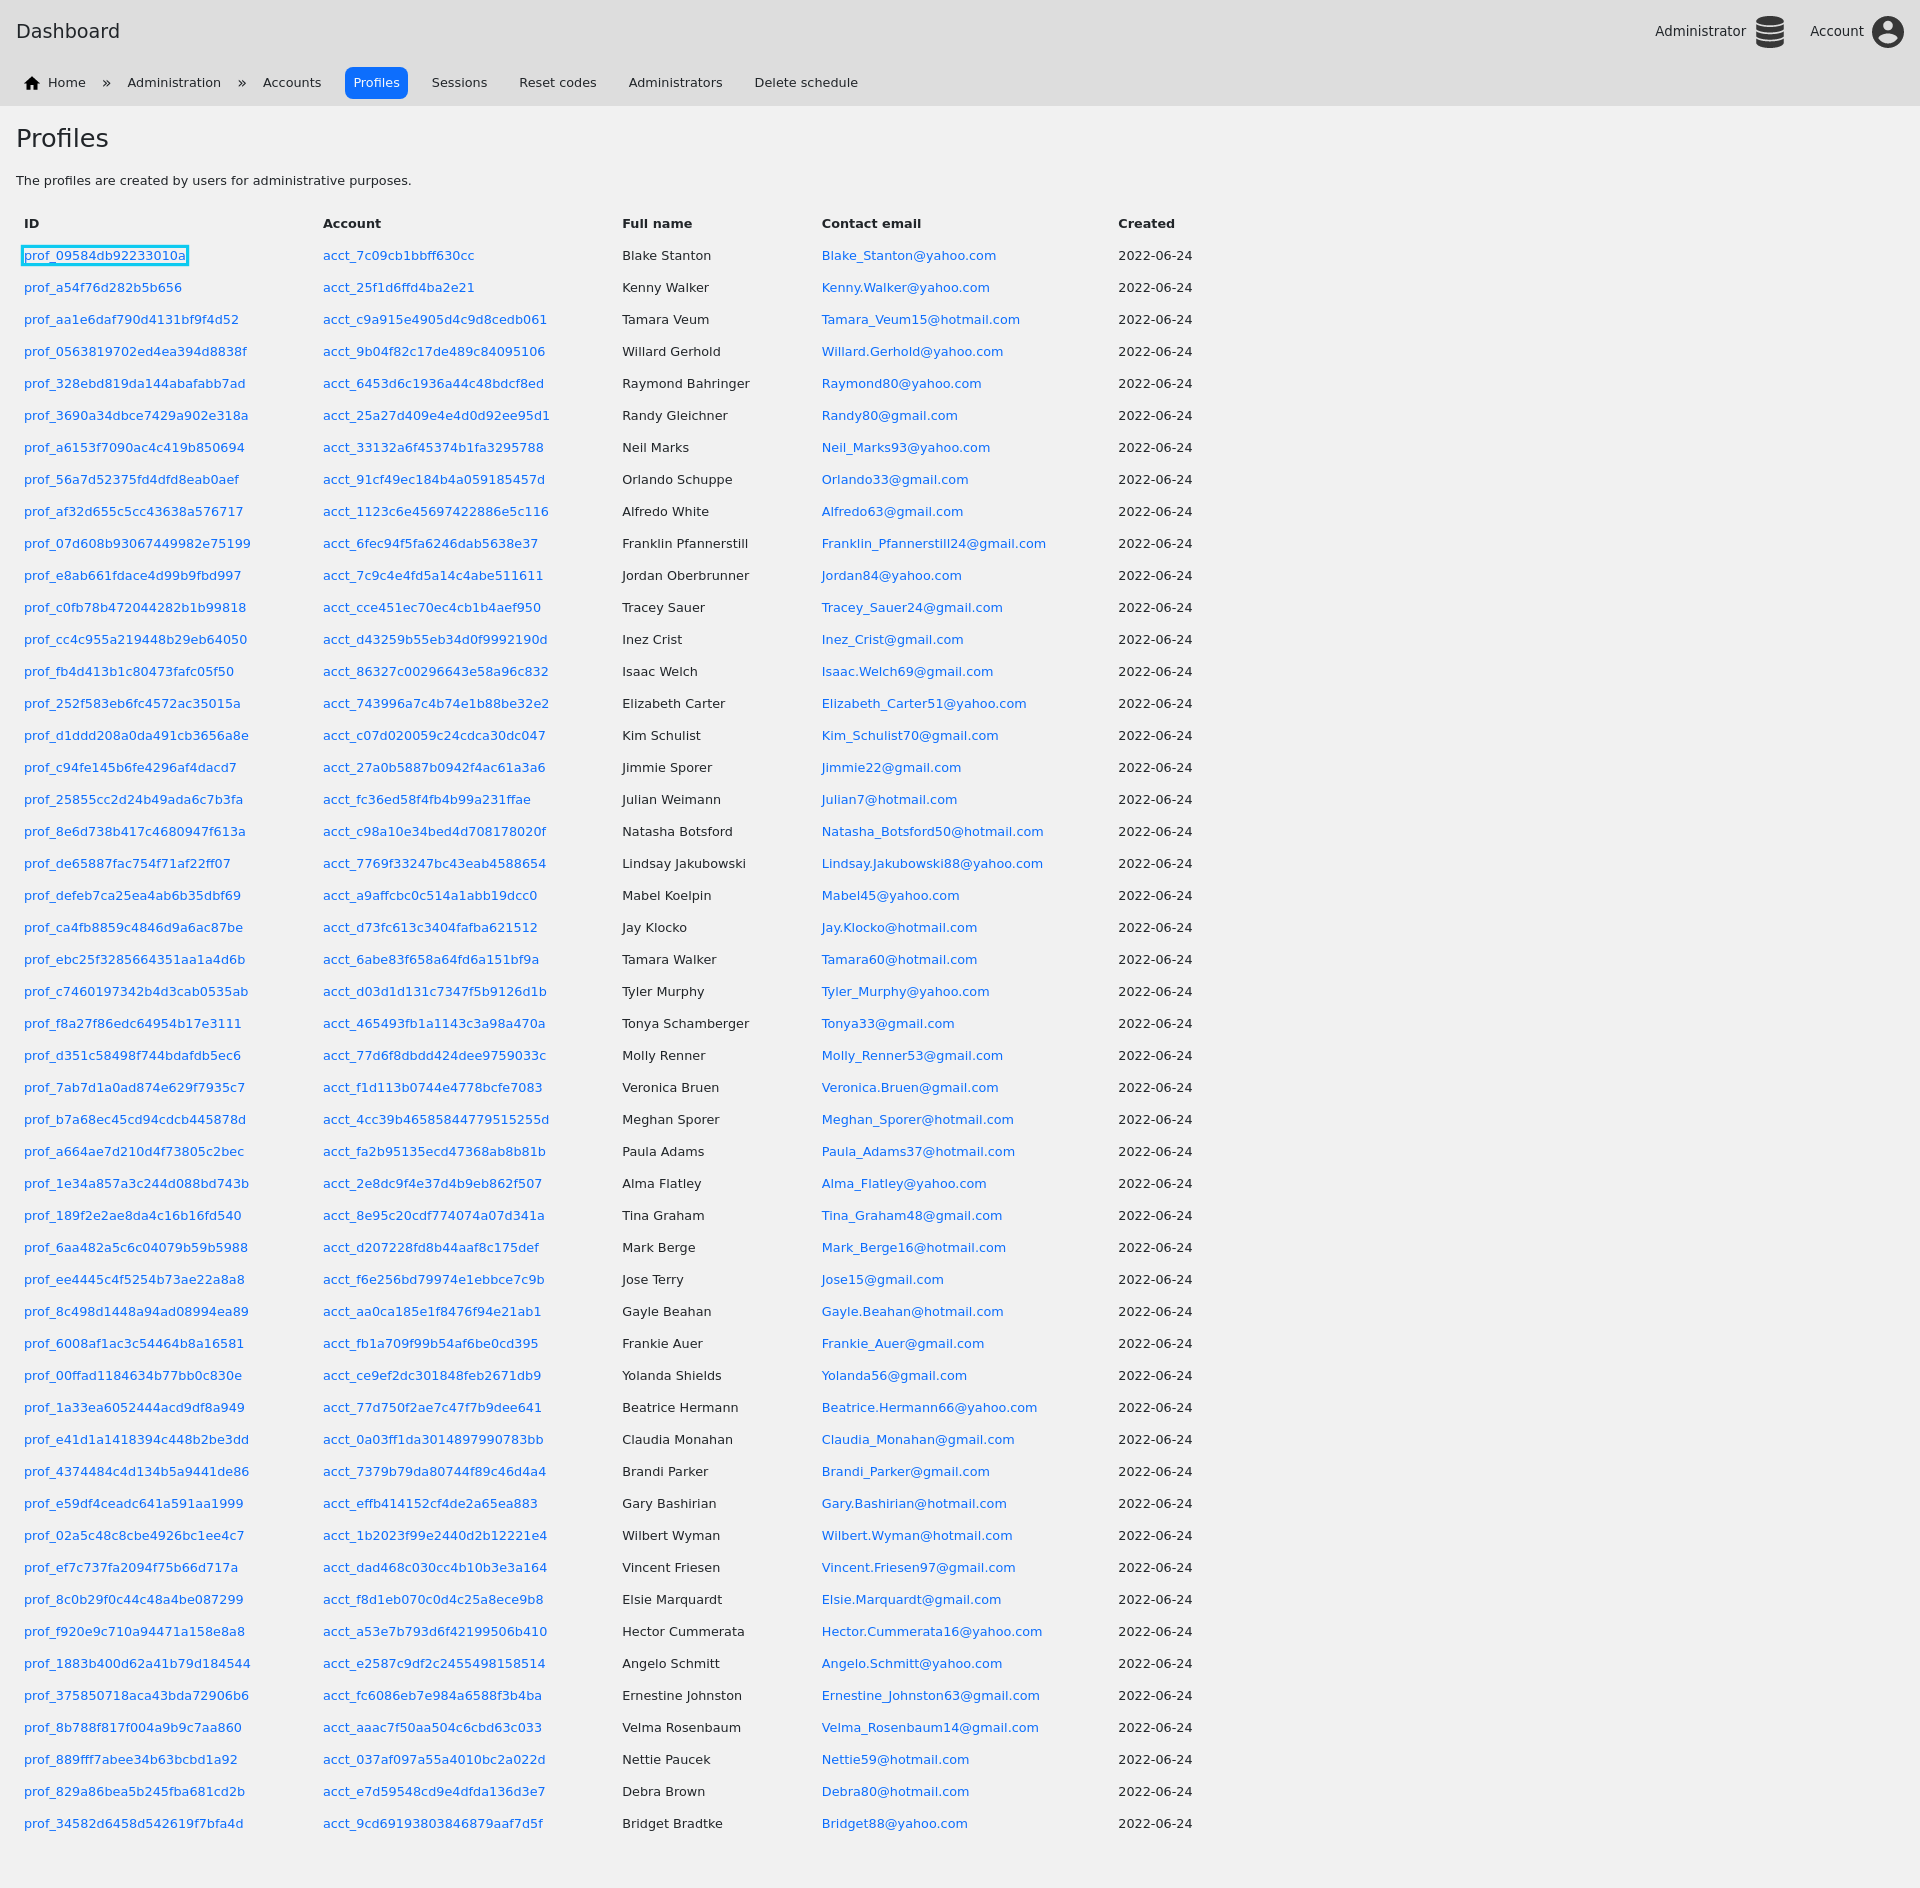 Dashboard
Administrator Account
Home » Administration » Accounts Profiles Sessions Reset codes Administrators Delete schedule
Profiles
The profiles are created by users for administrative purposes.
ID Account Full name Contact email Created
prof_09584db92233010a acct_7c09cb1bbff630cc Blake Stanton Blake_Stanton@yahoo.com 2022-06-24
prof_a54f76d282b5b656 acct_25f1d6ffd4ba2e21 Kenny Walker Kenny.Walker@yahoo.com 2022-06-24
prof_aa1e6daf790d4131bf9f4d52 acct_c9a915e4905d4c9d8cedb061 Tamara Veum Tamara_Veum15@hotmail.com 2022-06-24
prof_0563819702ed4ea394d8838f acct_9b04f82c17de489c84095106 Willard Gerhold Willard.Gerhold@yahoo.com 2022-06-24
prof_328ebd819da144abafabb7ad acct_6453d6c1936a44c48bdcf8ed Raymond Bahringer Raymond80@yahoo.com 2022-06-24
prof_3690a34dbce7429a902e318a acct_25a27d409e4e4d0d92ee95d1 Randy Gleichner Randy80@gmail.com 2022-06-24
prof_a6153f7090ac4c419b850694 acct_33132a6f45374b1fa3295788 Neil Marks Neil_Marks93@yahoo.com 2022-06-24
prof_56a7d52375fd4dfd8eab0aef acct_91cf49ec184b4a059185457d Orlando Schuppe Orlando33@gmail.com 2022-06-24
prof_af32d655c5cc43638a576717 acct_1123c6e45697422886e5c116 Alfredo White Alfredo63@gmail.com 2022-06-24
prof_07d608b93067449982e75199 acct_6fec94f5fa6246dab5638e37 Franklin Pfannerstill Franklin_Pfannerstill24@gmail.com 2022-06-24
prof_e8ab661fdace4d99b9fbd997 acct_7c9c4e4fd5a14c4abe511611 Jordan Oberbrunner Jordan84@yahoo.com 2022-06-24
prof_c0fb78b472044282b1b99818 acct_cce451ec70ec4cb1b4aef950 Tracey Sauer Tracey_Sauer24@gmail.com 2022-06-24
prof_cc4c955a219448b29eb64050 acct_d43259b55eb34d0f9992190d Inez Crist Inez_Crist@gmail.com 2022-06-24
prof_fb4d413b1c80473fafc05f50 acct_86327c00296643e58a96c832 Isaac Welch Isaac.Welch69@gmail.com 2022-06-24
prof_252f583eb6fc4572ac35015a acct_743996a7c4b74e1b88be32e2 Elizabeth Carter Elizabeth_Carter51@yahoo.com 2022-06-24
prof_d1ddd208a0da491cb3656a8e acct_c07d020059c24cdca30dc047 Kim Schulist Kim_Schulist70@gmail.com 2022-06-24
prof_c94fe145b6fe4296af4dacd7 acct_27a0b5887b0942f4ac61a3a6 Jimmie Sporer Jimmie22@gmail.com 2022-06-24
prof_25855cc2d24b49ada6c7b3fa acct_fc36ed58f4fb4b99a231ffae Julian Weimann Julian7@hotmail.com 2022-06-24
prof_8e6d738b417c4680947f613a acct_c98a10e34bed4d708178020f Natasha Botsford Natasha_Botsford50@hotmail.com 2022-06-24
prof_de65887fac754f71af22ff07 acct_7769f33247bc43eab4588654 Lindsay Jakubowski Lindsay.Jakubowski88@yahoo.com 2022-06-24
prof_defeb7ca25ea4ab6b35dbf69 acct_a9affcbc0c514a1abb19dcc0 Mabel Koelpin Mabel45@yahoo.com 2022-06-24
prof_ca4fb8859c4846d9a6ac87be acct_d73fc613c3404fafba621512 Jay Klocko Jay.Klocko@hotmail.com 2022-06-24
prof_ebc25f3285664351aa1a4d6b acct_6abe83f658a64fd6a151bf9a Tamara Walker Tamara60@hotmail.com 2022-06-24
prof_c7460197342b4d3cab0535ab acct_d03d1d131c7347f5b9126d1b Tyler Murphy Tyler_Murphy@yahoo.com 2022-06-24
prof_f8a27f86edc64954b17e3111 acct_465493fb1a1143c3a98a470a Tonya Schamberger Tonya33@gmail.com 2022-06-24
prof_d351c58498f744bdafdb5ec6 acct_77d6f8dbdd424dee9759033c Molly Renner Molly_Renner53@gmail.com 2022-06-24
prof_7ab7d1a0ad874e629f7935c7 acct_f1d113b0744e4778bcfe7083 Veronica Bruen Veronica.Bruen@gmail.com 2022-06-24
prof_b7a68ec45cd94cdcb445878d acct_4cc39b46585844779515255d Meghan Sporer Meghan_Sporer@hotmail.com 2022-06-24
prof_a664ae7d210d4f73805c2bec acct_fa2b95135ecd47368ab8b81b Paula Adams Paula_Adams37@hotmail.com 2022-06-24
prof_1e34a857a3c244d088bd743b acct_2e8dc9f4e37d4b9eb862f507 Alma Flatley Alma_Flatley@yahoo.com 2022-06-24
prof_189f2e2ae8da4c16b16fd540 acct_8e95c20cdf774074a07d341a Tina Graham Tina_Graham48@gmail.com 2022-06-24
prof_6aa482a5c6c04079b59b5988 acct_d207228fd8b44aaf8c175def Mark Berge Mark_Berge16@hotmail.com 2022-06-24
prof_ee4445c4f5254b73ae22a8a8 acct_f6e256bd79974e1ebbce7c9b Jose Terry Jose15@gmail.com 2022-06-24
prof_8c498d1448a94ad08994ea89 acct_aa0ca185e1f8476f94e21ab1 Gayle Beahan Gayle.Beahan@hotmail.com 2022-06-24
prof_6008af1ac3c54464b8a16581 acct_fb1a709f99b54af6be0cd395 Frankie Auer Frankie_Auer@gmail.com 2022-06-24
prof_00ffad1184634b77bb0c830e acct_ce9ef2dc301848feb2671db9 Yolanda Shields Yolanda56@gmail.com 2022-06-24
prof_1a33ea6052444acd9df8a949 acct_77d750f2ae7c47f7b9dee641 Beatrice Hermann Beatrice.Hermann66@yahoo.com 2022-06-24
prof_e41d1a1418394c448b2be3dd acct_0a03ff1da3014897990783bb Claudia Monahan Claudia_Monahan@gmail.com 2022-06-24
prof_4374484c4d134b5a9441de86 acct_7379b79da80744f89c46d4a4 Brandi Parker Brandi_Parker@gmail.com 2022-06-24
prof_e59df4ceadc641a591aa1999 acct_effb414152cf4de2a65ea883 Gary Bashirian Gary.Bashirian@hotmail.com 2022-06-24
prof_02a5c48c8cbe4926bc1ee4c7 acct_1b2023f99e2440d2b12221e4 Wilbert Wyman Wilbert.Wyman@hotmail.com 2022-06-24
prof_ef7c737fa2094f75b66d717a acct_dad468c030cc4b10b3e3a164 Vincent Friesen Vincent.Friesen97@gmail.com 2022-06-24
prof_8c0b29f0c44c48a4be087299 acct_f8d1eb070c0d4c25a8ece9b8 Elsie Marquardt Elsie.Marquardt@gmail.com 2022-06-24
prof_f920e9c710a94471a158e8a8 acct_a53e7b793d6f42199506b410 Hector Cummerata Hector.Cummerata16@yahoo.com 2022-06-24
prof_1883b400d62a41b79d184544 acct_e2587c9df2c2455498158514 Angelo Schmitt Angelo.Schmitt@yahoo.com 2022-06-24
prof_375850718aca43bda72906b6 acct_fc6086eb7e984a6588f3b4ba Ernestine Johnston Ernestine_Johnston63@gmail.com 2022-06-24
prof_8b788f817f004a9b9c7aa860 acct_aaac7f50aa504c6cbd63c033 Velma Rosenbaum Velma_Rosenbaum14@gmail.com 2022-06-24
prof_889fff7abee34b63bcbd1a92 acct_037af097a55a4010bc2a022d Nettie Paucek Nettie59@hotmail.com 2022-06-24
prof_829a86bea5b245fba681cd2b acct_e7d59548cd9e4dfda136d3e7 Debra Brown Debra80@hotmail.com 2022-06-24
prof_34582d6458d542619f7bfa4d acct_9cd69193803846879aaf7d5f Bridget Bradtke Bridget88@yahoo.com 2022-06-24